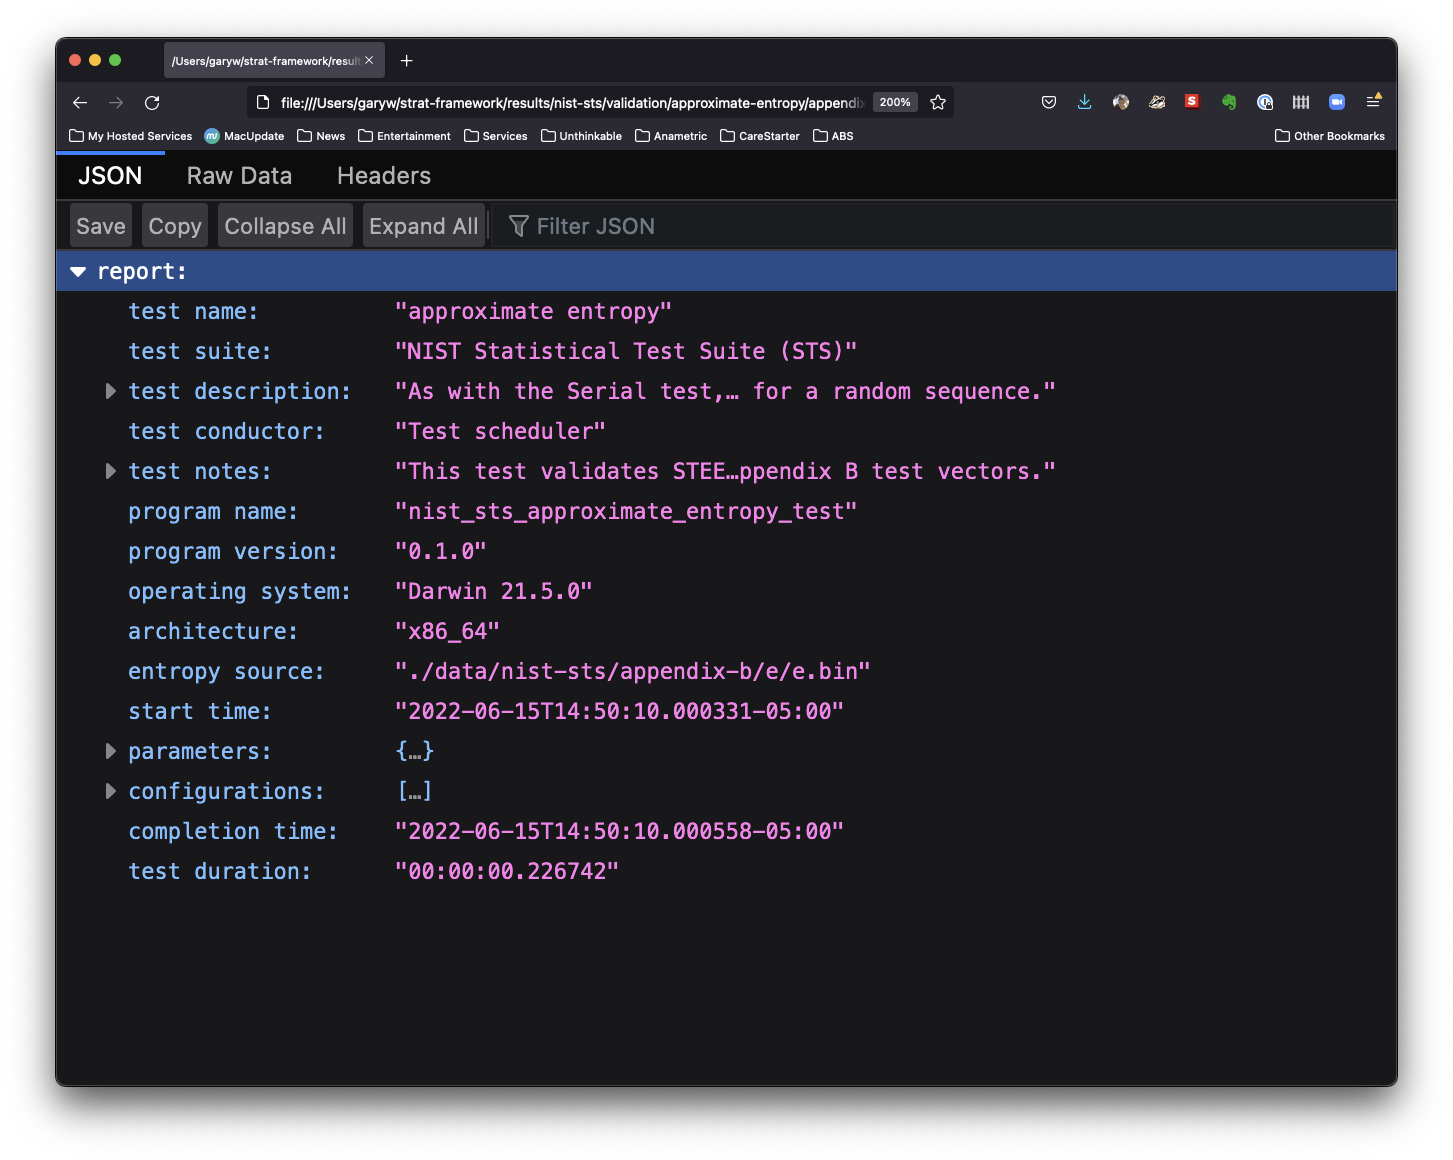 /Users/garyw/strat-framework/result
file:///Users/garyw/strat-framework/results/nist-sts/validation/approximate-entropy/appendix 200%
My Hosted Services MacUpdate News Entertainment Services Unthinkable Anametric CareStarter ABS Other Bookmarks
JSON Raw Data Headers
Save Copy Collapse All Expand All Filter JSON
report:
test name: "approximate entropy"
test suite: "NIST Statistical Test Suite (STS)"
test description: "As with the Serial test,… for a random sequence."
test conductor: "Test scheduler"
test notes: "This test validates STEE…ppendix B test vectors."
program name: "nist_sts_approximate_entropy_test"
program version: "0.1.0"
operating system: "Darwin 21.5.0"
architecture: "x86_64"
entropy source: "./data/nist-sts/appendix-b/e/e.bin"
start time: "2022-06-15T14:50:10.000331-05:00"
parameters: {…}
configurations: […]
completion time: "2022-06-15T14:50:10.000558-05:00"
test duration: "00:00:00.226742"